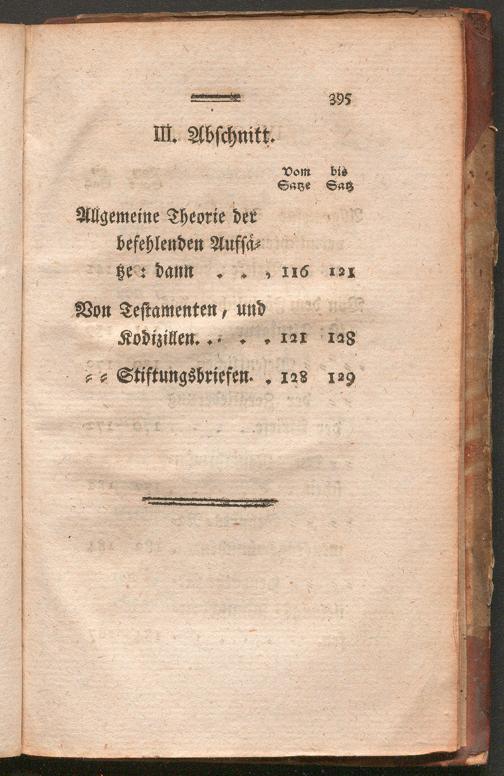 395
III. Abschnitt.
Vom bis
Satze Satz
Allgemeine Theorie der
befehlenden Aufsä⸗
tze: dann . . , 116 121
Von Testamenten, und
Kodizillen. . . . . 121 128
⸗ ⸗ Stiftungsbriefen. . 128 129